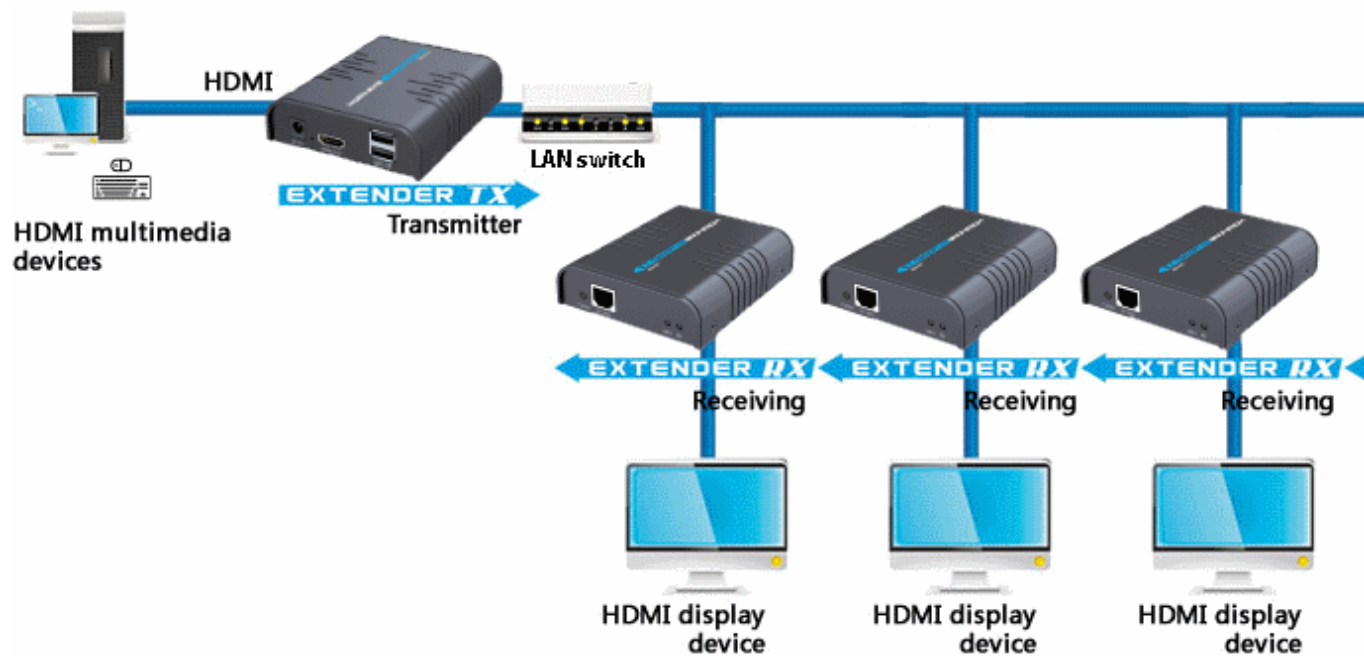 HDMI
LAN switch
EXTENDER TX
Transmitter
HDMI multimedia
devices
EXTENDER RX
EXTENDER RX
EXTENDER RX
Receiving
Receiving
Receiving
HDMI display
device
HDMI display
device
HDMI display
device